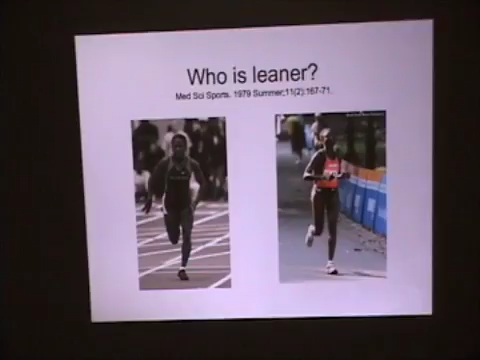 Who is leaner?
Med Sci Sports. 1979 Summer;11(2):167-71.